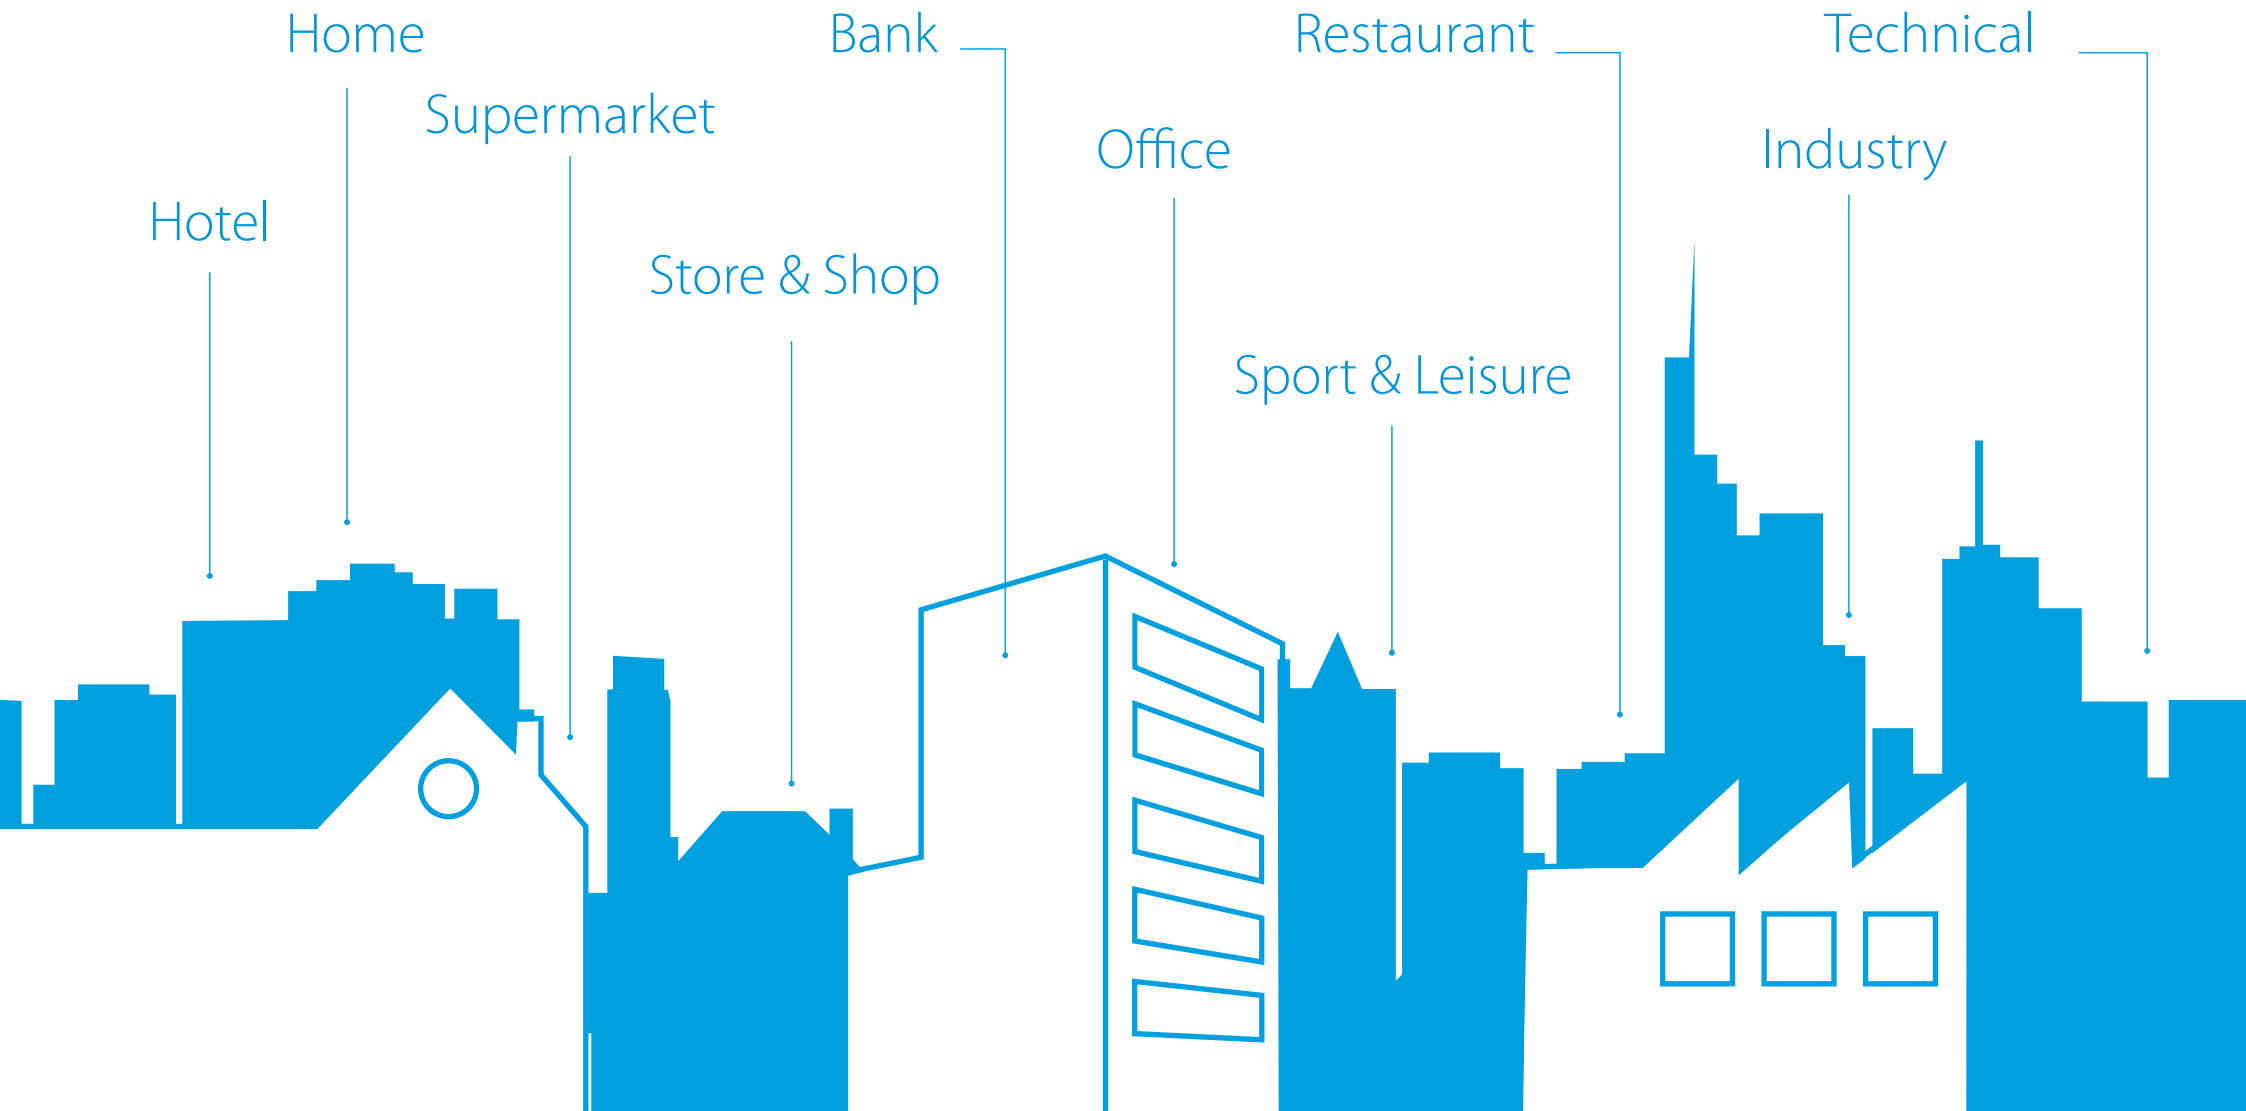 Home
Bank
Restaurant
Technical
Supermarket
Office
Industry
Hotel
Store & Shop
Sport & Leisure